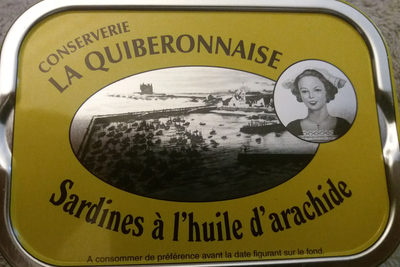 CONSERVERIE
LA QUIBERONNAISE
Sardines à l'huile d'arachide
A consommer de préférence avant la date figurant sur le fond.